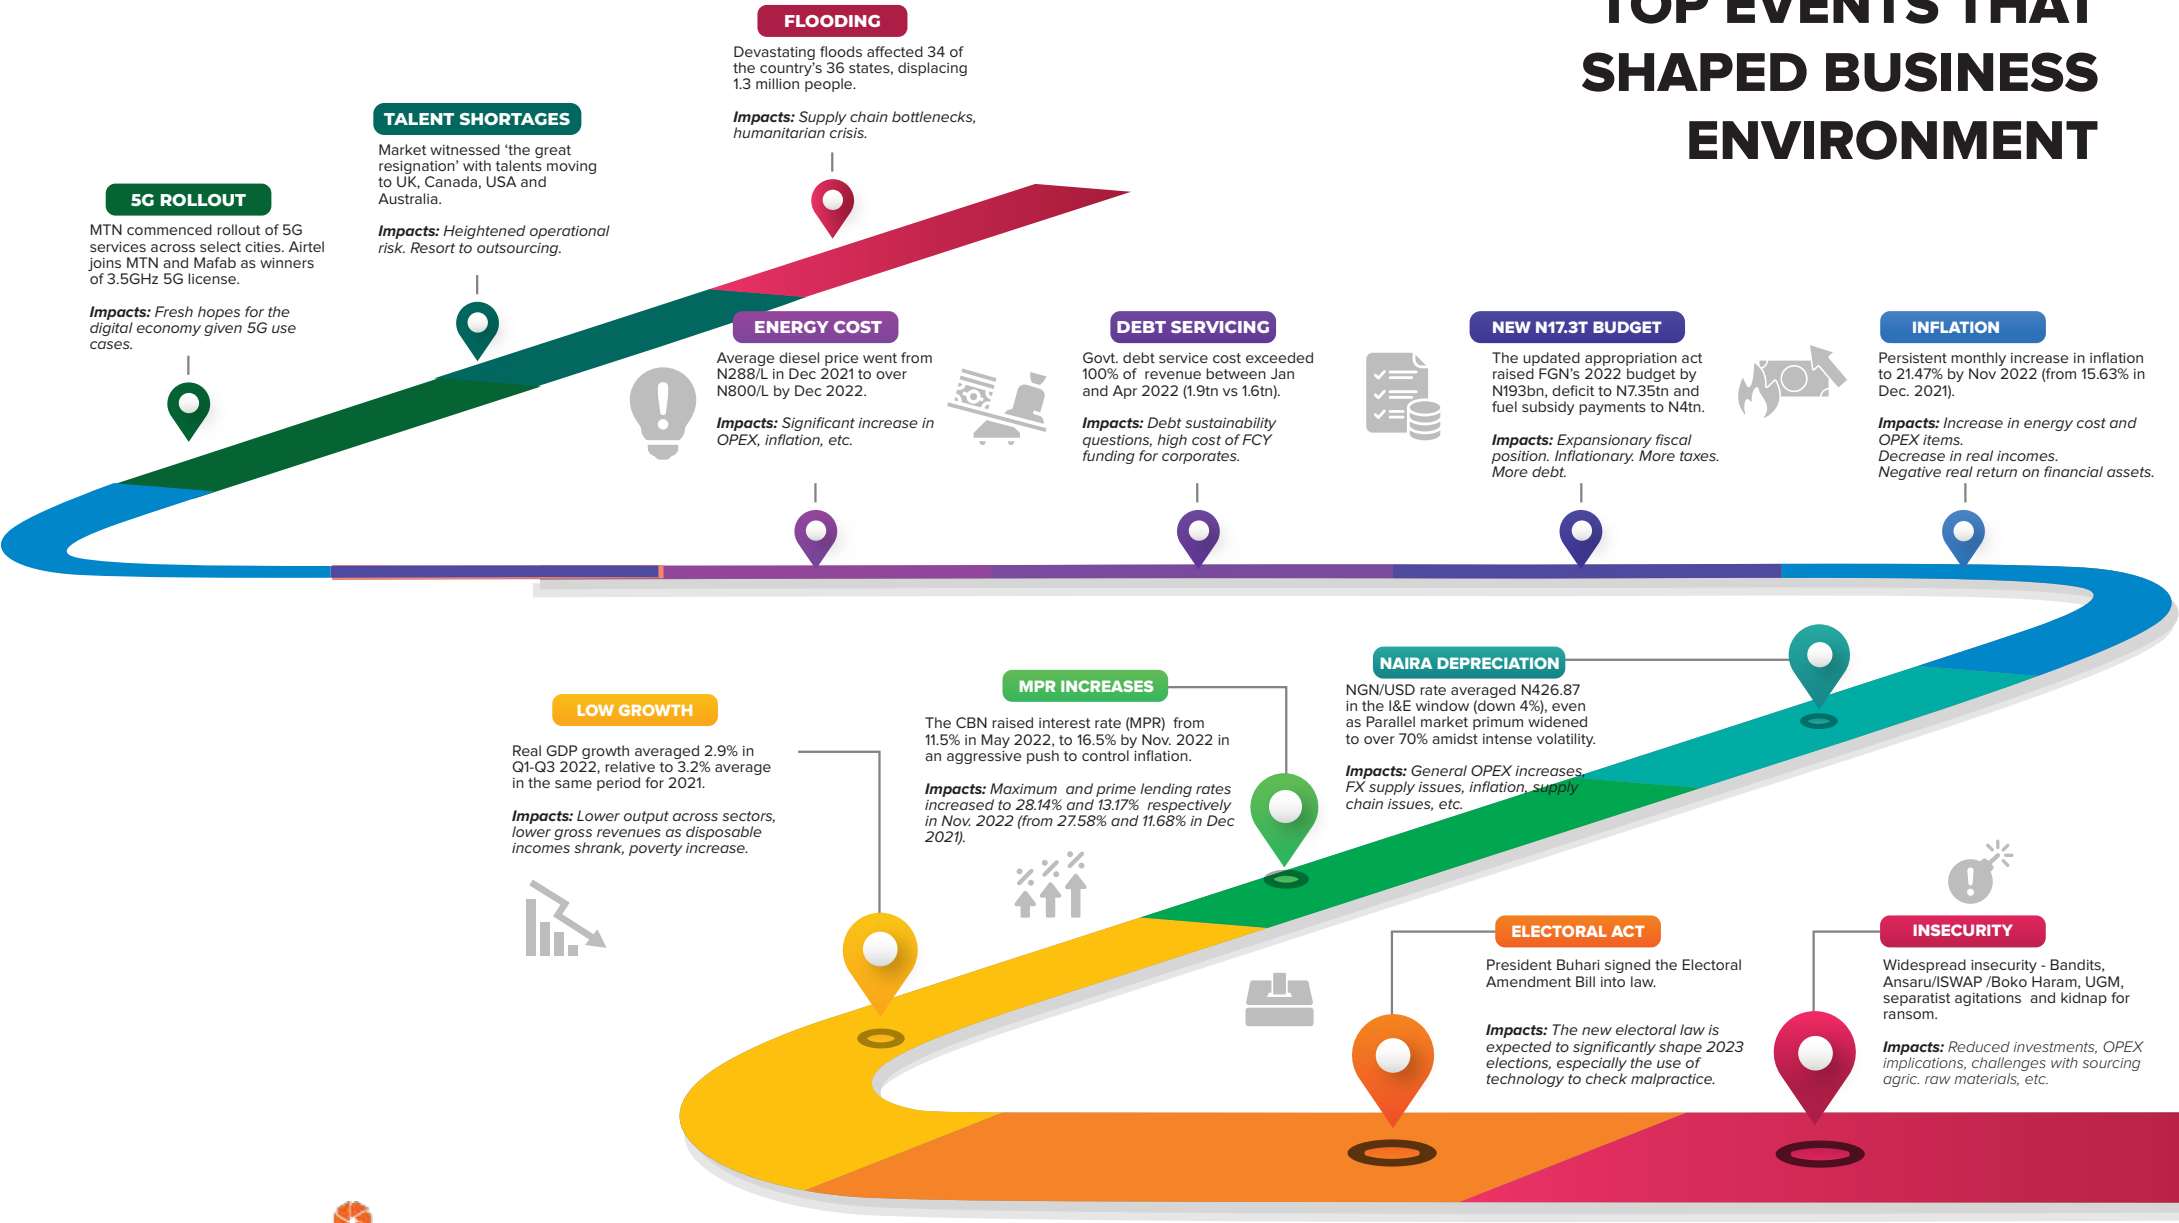 TOP EVENTS THAT
SHAPED BUSINESS
ENVIRONMENT
FLOODING
Devastating floods affected 34 of
the country's 36 states, displacing
1.3 million people.
Impacts: Supply chain bottlenecks,
humanitarian crisis.
TALENT SHORTAGES
Market witnessed ‘the great
resignation’ with talents moving
to UK, Canada, USA and
Australia.
Impacts: Heightened operational
risk. Resort to outsourcing.
5G ROLLOUT
MTN commenced rollout of 5G
services across select cities. Airtel
joins MTN and Mafab as winners
of 3.5GHz 5G license.
Impacts: Fresh hopes for the
digital economy given 5G use
cases.
ENERGY COST
Average diesel price went from
N288/L in Dec 2021 to over
N800/L by Dec 2022.
Impacts: Significant increase in
OPEX, inflation, etc.
DEBT SERVICING
Govt. debt service cost exceeded
100% of revenue between Jan
and Apr 2022 (1.9tn vs 1.6tn).
Impacts: Debt sustainability
questions, high cost of FCY
funding for corporates.
NEW N17.3T BUDGET
The updated appropriation act
raised FGN's 2022 budget by
N193bn, deficit to N7.35tn and
fuel subsidy payments to N4tn.
Impacts: Expansionary fiscal
position. Inflationary. More taxes.
More debt.
INFLATION
Persistent monthly increase in inflation
to 21.47% by Nov 2022 (from 15.63% in
Dec. 2021).
Impacts: Increase in energy cost and
OPEX items.
Decrease in real incomes.
Negative real return on financial assets.
LOW GROWTH
Real GDP growth averaged 2.9% in
Q1-Q3 2022, relative to 3.2% average
in the same period for 2021.
Impacts: Lower output across sectors,
lower gross revenues as disposable
incomes shrank, poverty increase.
MPR INCREASES
The CBN raised interest rate (MPR) from
11.5% in May 2022, to 16.5% by Nov. 2022 in
an aggressive push to control inflation.
Impacts: Maximum and prime lending rates
increased to 28.14% and 13.17% respectively
in Nov. 2022 (from 27.58% and 11.68% in Dec
2021).
NAIRA DEPRECIATION
NGN/USD rate averaged N426.87
in the I&E window (down 4%), even
as Parallel market primum widened
to over 70% amidst intense volatility.
Impacts: General OPEX increases,
FX supply issues, inflation, supply
chain issues, etc.
ELECTORAL ACT
President Buhari signed the Electoral
Amendment Bill into law.
Impacts: The new electoral law is
expected to significantly shape 2023
elections, especially the use of
technology to check malpractice.
INSECURITY
Widespread insecurity - Bandits,
Ansaru/ISWAP /Boko Haram, UGM,
separatist agitations and kidnap for
ransom.
Impacts: Reduced investments, OPEX
implications, challenges with sourcing
agric. raw materials, etc.